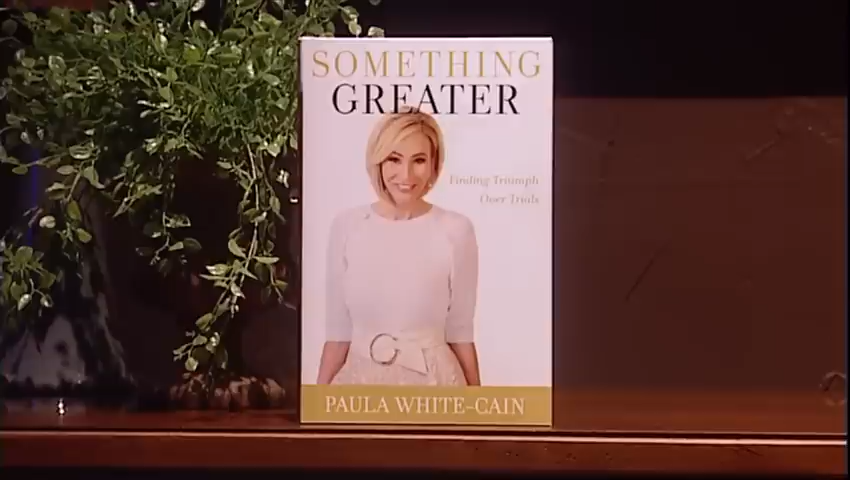 SOMETHING
GREATER
Finding Triumph
Over Trials
PAULA WHITE-CAIN